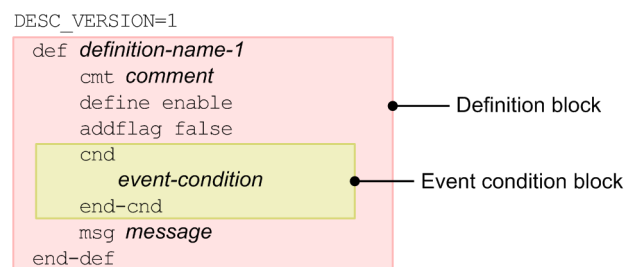 DESC_VERSION=1
def definition-name-1
cmt comment
define enable
addflag false
Definition block
cnd
event-condition
Event condition block
end-cnd
msg message
end-def